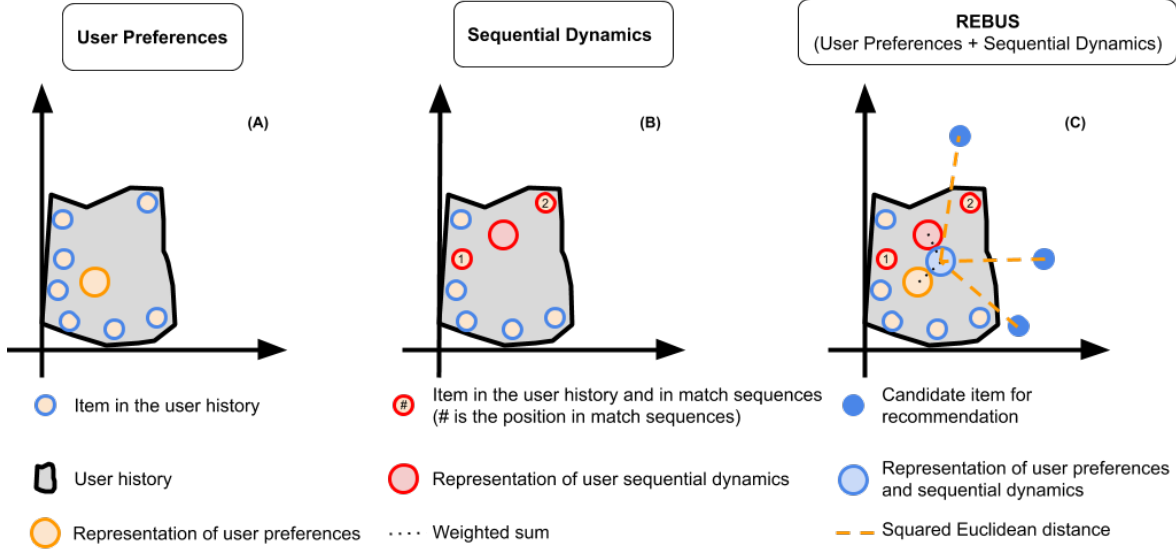 User Preferences
Sequential Dynamics
REBUS
(User Preferences + Sequential Dynamics)
(A)
(B)
(C)
2
1
2
1
Item in the user history
# Item in the user history and in match sequences
(# is the position in match sequences)
Candidate item for
recommendation
User history
Representation of user sequential dynamics
Representation of user preferences
and sequential dynamics
Representation of user preferences
Weighted sum
Squared Euclidean distance